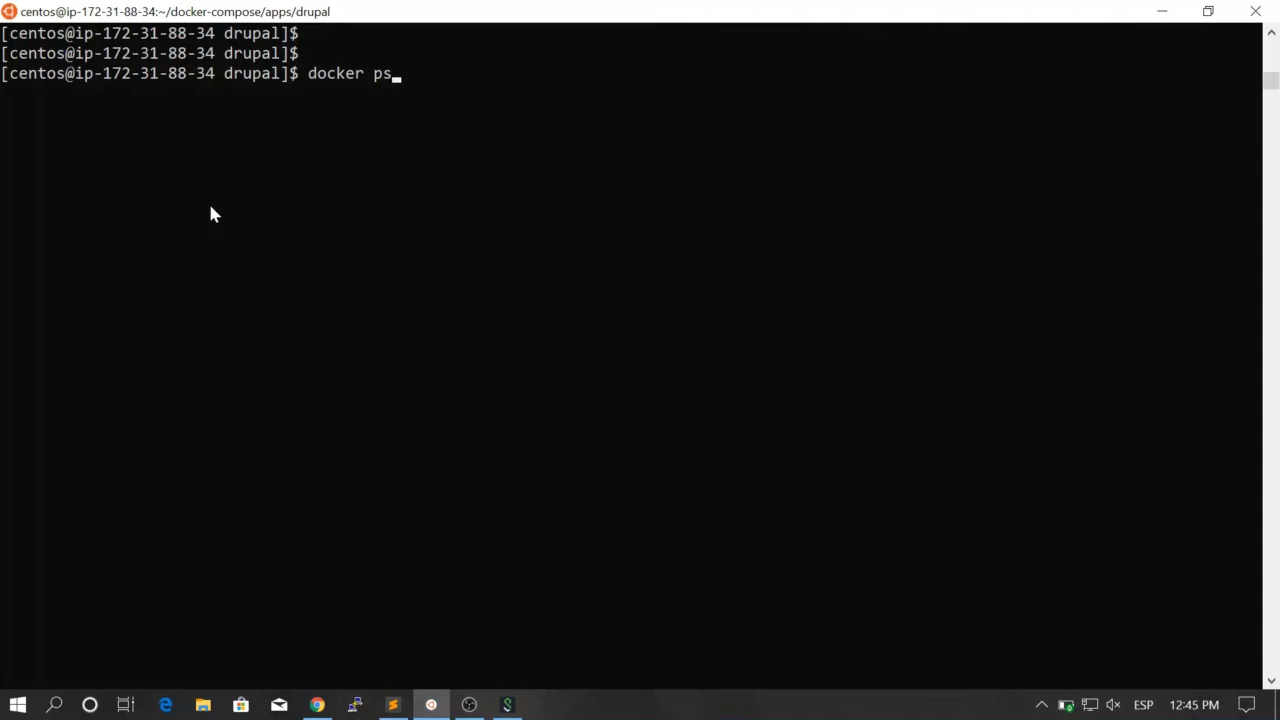 centos@ip-172-31-88-34:~/docker-compose/apps/drupal
[centos@ip-172-31-88-34 drupal]$
[centos@ip-172-31-88-34 drupal]$
[centos@ip-172-31-88-34 drupal]$ docker ps_
ESP
12:45 PM